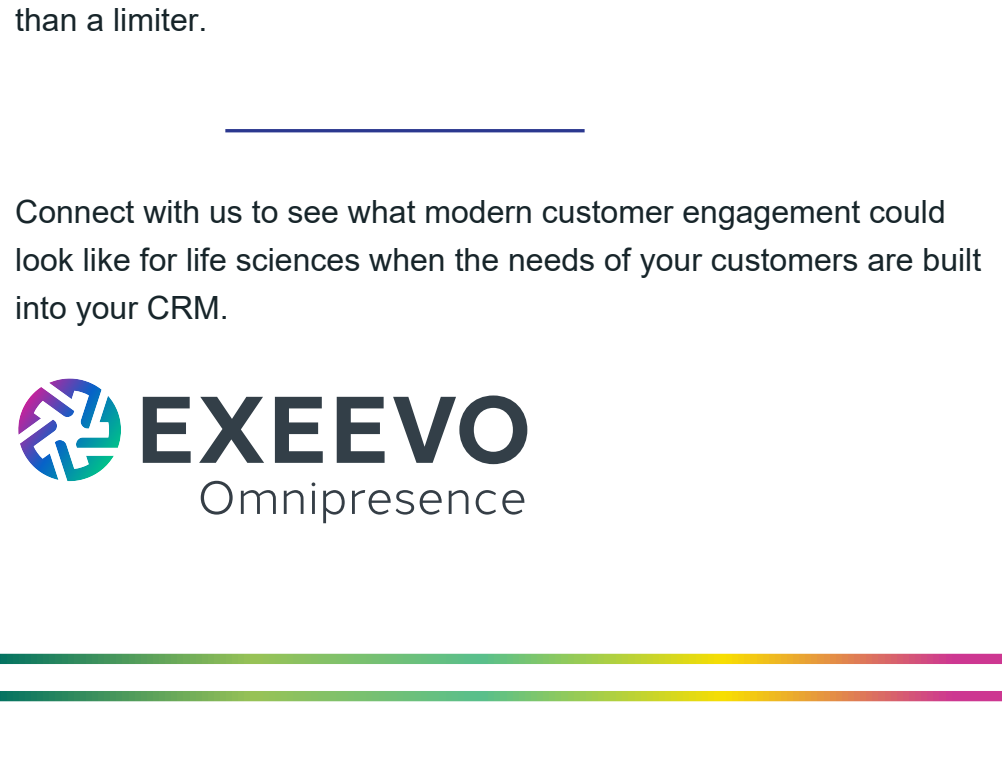 than a limiter.
Connect with us to see what modern customer engagement could
look like for life sciences when the needs of your customers are built
into your CRM.
EXEEVO
Omnipresence